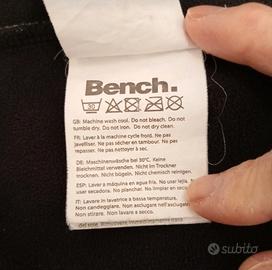 Bench.
30
GB: Machine wash cool. Do not bleach. Do not
tumble dry. Do not iron. Do not dry clean.
FR: Laver à la machine cycle froid. Ne pas
javelliser. Ne pas sécher en tambour. Ne pas
repasser. Ne pas nettoyer à sec.
DE: Maschinenwäsche bei 30°C. Keine
Bleichmittel verwenden. Nicht im Trockner
trocknen. Nicht bügeln. Nicht chemisch reinigen.
ESP: Lavar a máquina en agua fria. No usar lejía.
usar secadora. No planchar. No limpiar en
IT: Lavare in lavatrice a bassa temperatura.
Non candeggiare. Non asciugare nell'asciugatrice
Non stirare. Non lavare a secco.
subito